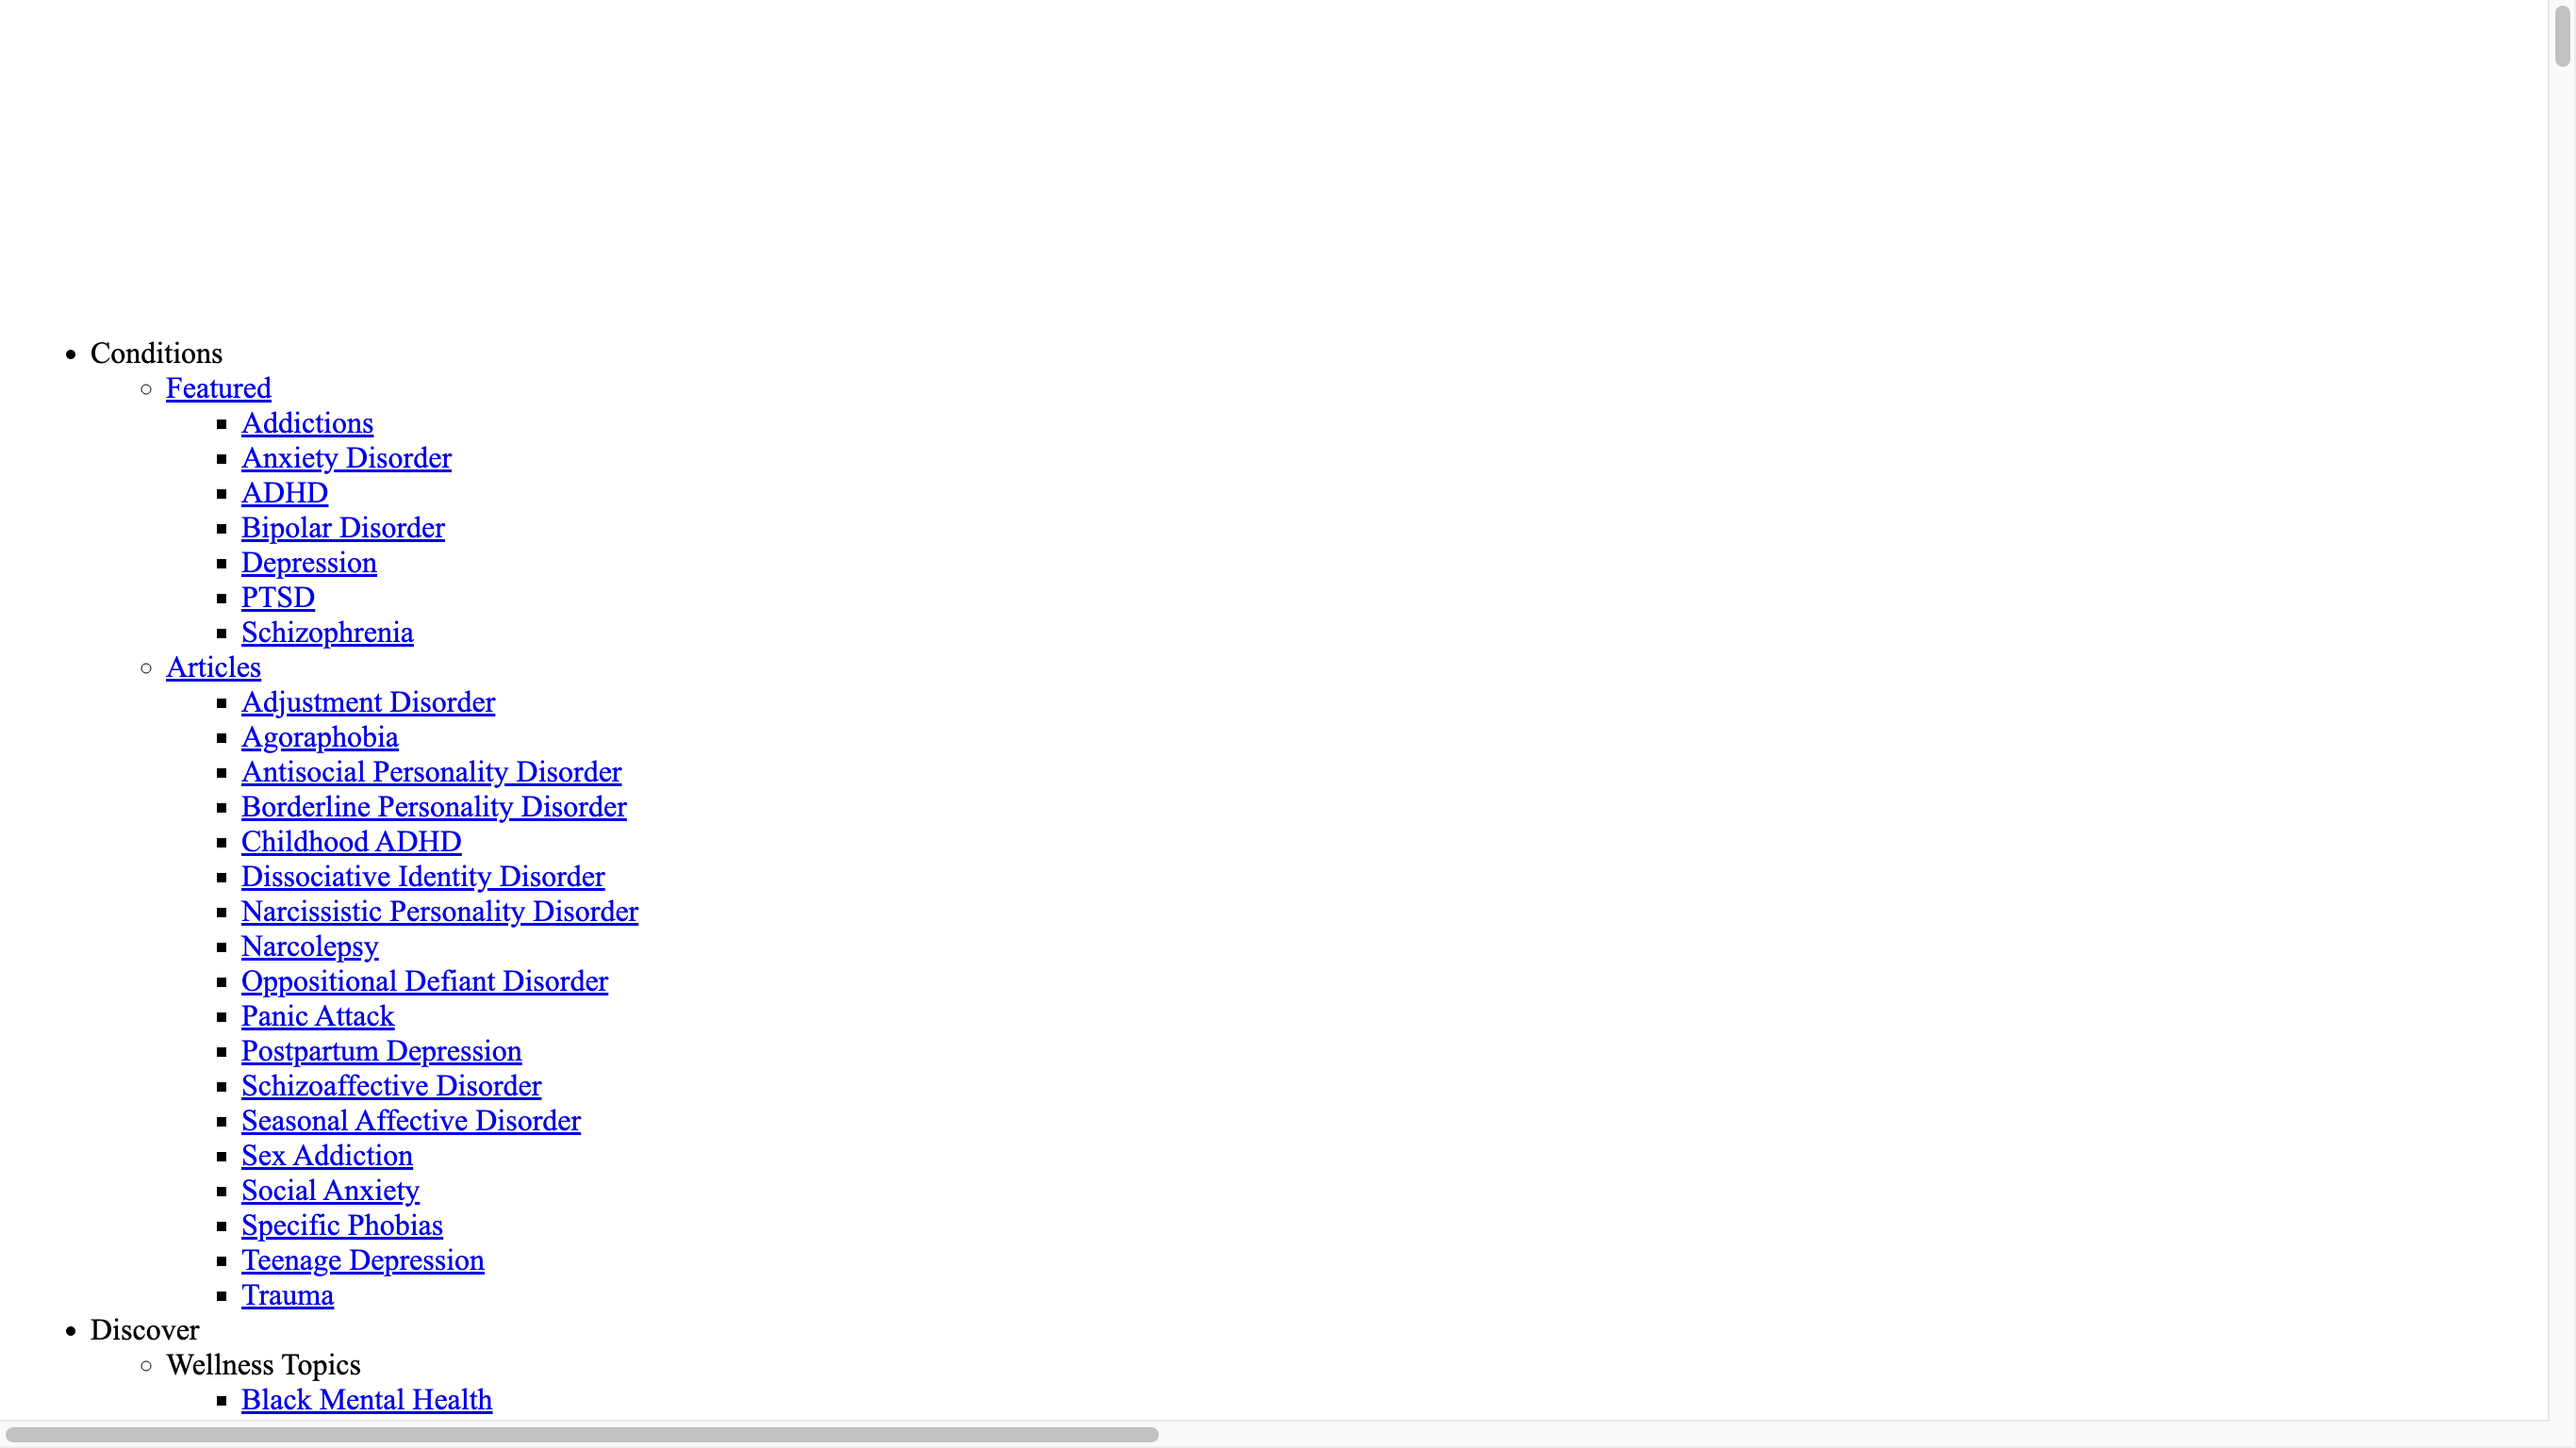 Conditions
Featured
Addictions
Anxiety Disorder
ADHD
Bipolar Disorder
Depression
PTSD
Schizophrenia
Articles
Adjustment Disorder
Agoraphobia
Antisocial Personality Disorder
Borderline Personality Disorder
Childhood ADHD
Dissociative Identity Disorder
Narcissistic Personality Disorder
Narcolepsy
Oppositional Defiant Disorder
Panic Attack
Postpartum Depression
Schizoaffective Disorder
Seasonal Affective Disorder
Sex Addiction
Social Anxiety
Specific Phobias
Teenage Depression
Trauma
Discover
Wellness Topics
Black Mental Health